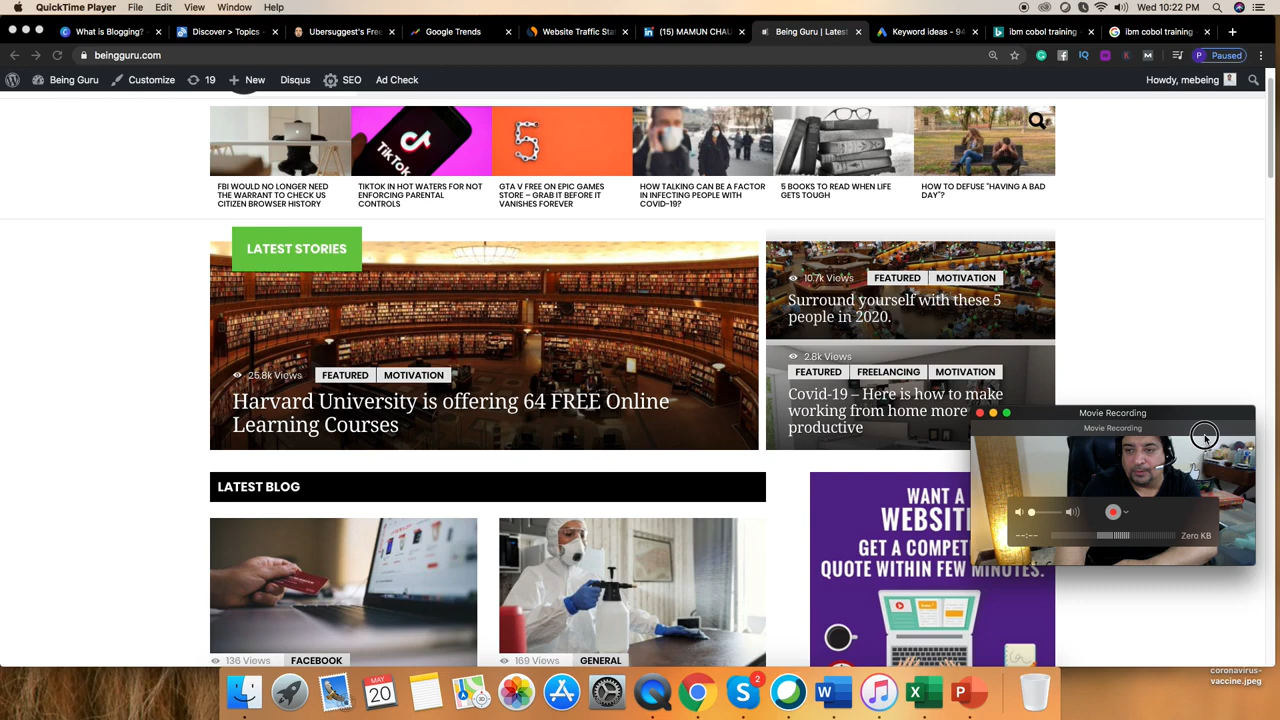 QuickTime Player File Edit View Window Help
Wed 10:22 PM
What is Blogging? -
Discover > Topics -
Ubersuggest's Free
Google Trends
Website Traffic Sta
(15) MAMUN CHAU
Being Guru | Latest
Keyword ideas - 94
ibm cobol training -
ibm cobol training -
beingguru.com
Paused
Being Guru Customize 19 New Disqus SEO Ad Check
Howdy, mebeing
TikTok
FBI WOULD NO LONGER NEED
THE WARRANT TO CHECK US
CITIZEN BROWSER HISTORY
TIKTOK IN HOT WATERS FOR NOT
ENFORCING PARENTAL
CONTROLS
GTA V FREE ON EPIC GAMES
STORE – GRAB IT BEFORE IT
VANISHES FOREVER
HOW TALKING CAN BE A FACTOR
IN INFECTING PEOPLE WITH
COVID-19?
5 BOOKS TO READ WHEN LIFE
GETS TOUGH
HOW TO DEFUSE "HAVING A BAD
DAY"?
LATEST STORIES
25.8k Views FEATURED MOTIVATION
Harvard University is offering 64 FREE Online
Learning Courses
10.7k Views FEATURED MOTIVATION
Surround yourself with these 5
people in 2020.
2.8k Views
FEATURED FREELANCING MOTIVATION
Covid-19 – Here is how to make
working from home more
productive
Movie Recording
Movie Recording
--:-- Zero KB
LATEST BLOG
136 Views FACEBOOK
169 Views GENERAL
WANT A
WEBSIT
GET A COMPET
QUOTE WITHIN FEW MINUTES.
coronavirus-
vaccine.jpeg
MAY
20
2